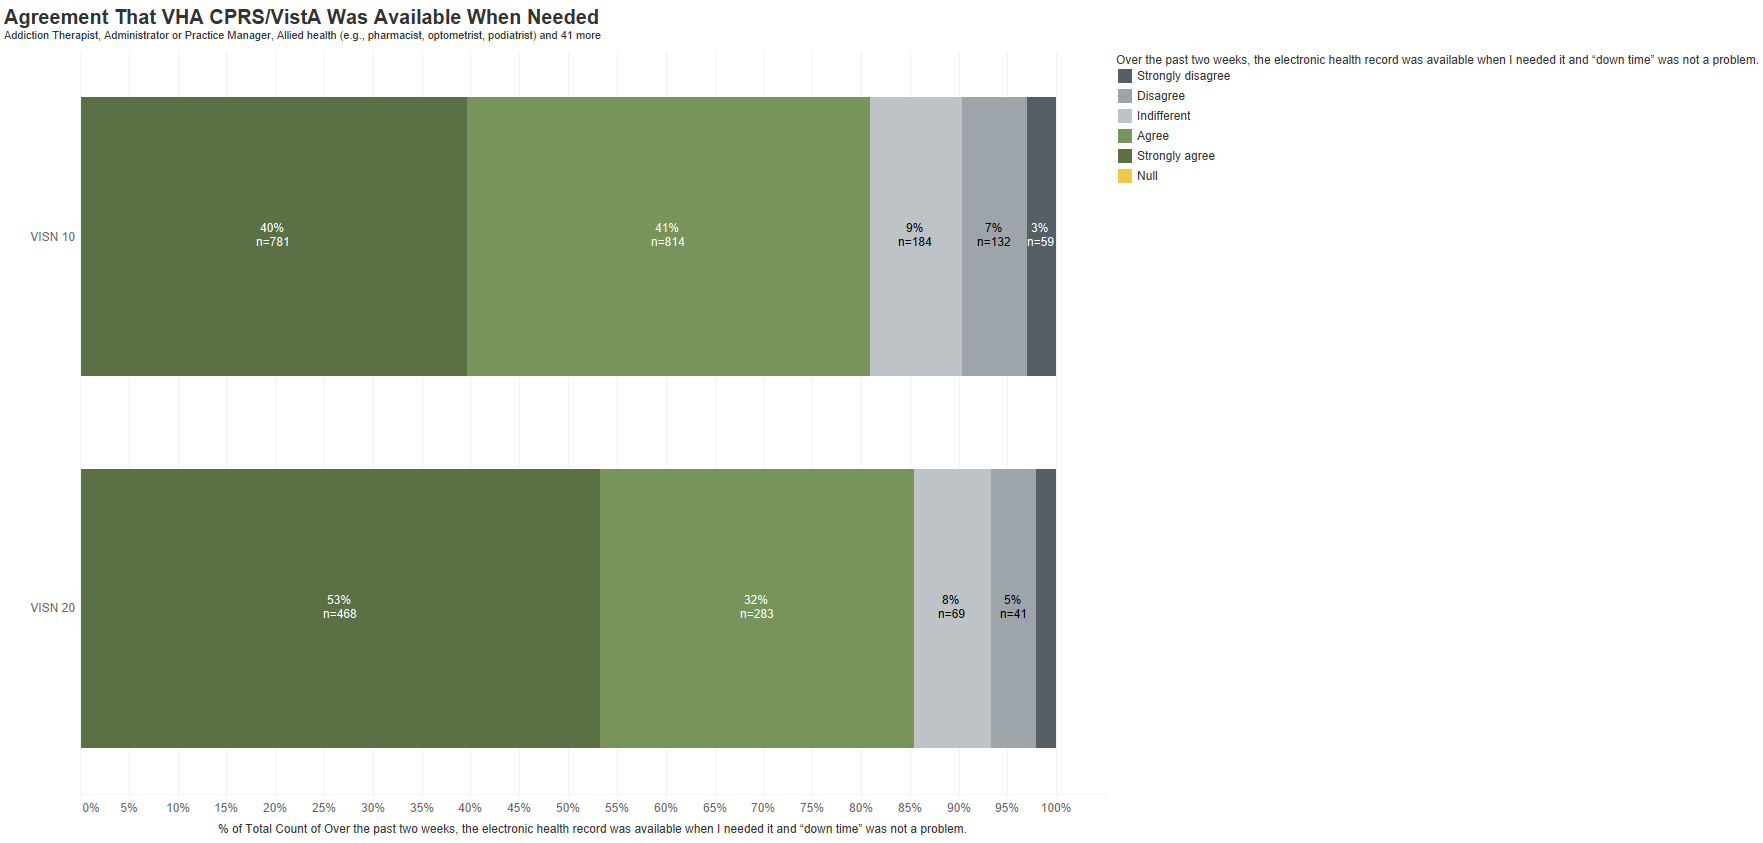 Agreement That VHA CPRS/VistA Was Available When Needed
Addiction Therapist, Administrator or Practice Manager, Allied health (e.g., pharmacist, optometrist, podiatrist) and 41 more
Over the past two weeks, the electronic health record was available when I needed it and “down time” was not a problem.
Strongly disagree
Disagree
Indifferent
Agree
Strongly agree
Null
VISN 10
40%
n=781
41%
n=814
9%
n=184
7%
n=132
3%
n=59
VISN 20
53%
n=468
32%
n=283
8%
n=69
5%
n=41
0% 5% 10% 15% 20% 25% 30% 35% 40% 45% 50% 55% 60% 65% 70% 75% 80% 85% 90% 95% 100%
% of Total Count of Over the past two weeks, the electronic health record was available when I needed it and “down time” was not a problem.